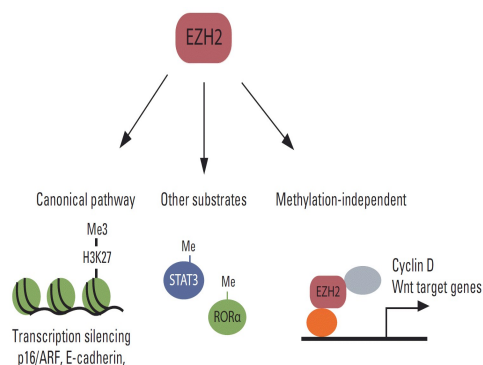 EZH2
Canonical pathway
Other substrates
Methylation-independent
Me3
H3K27
Transcription silencing
p16/ARF, E-cadherin,
Me
STAT3
Me
RORα
EZH2
Cyclin D
Wnt target genes